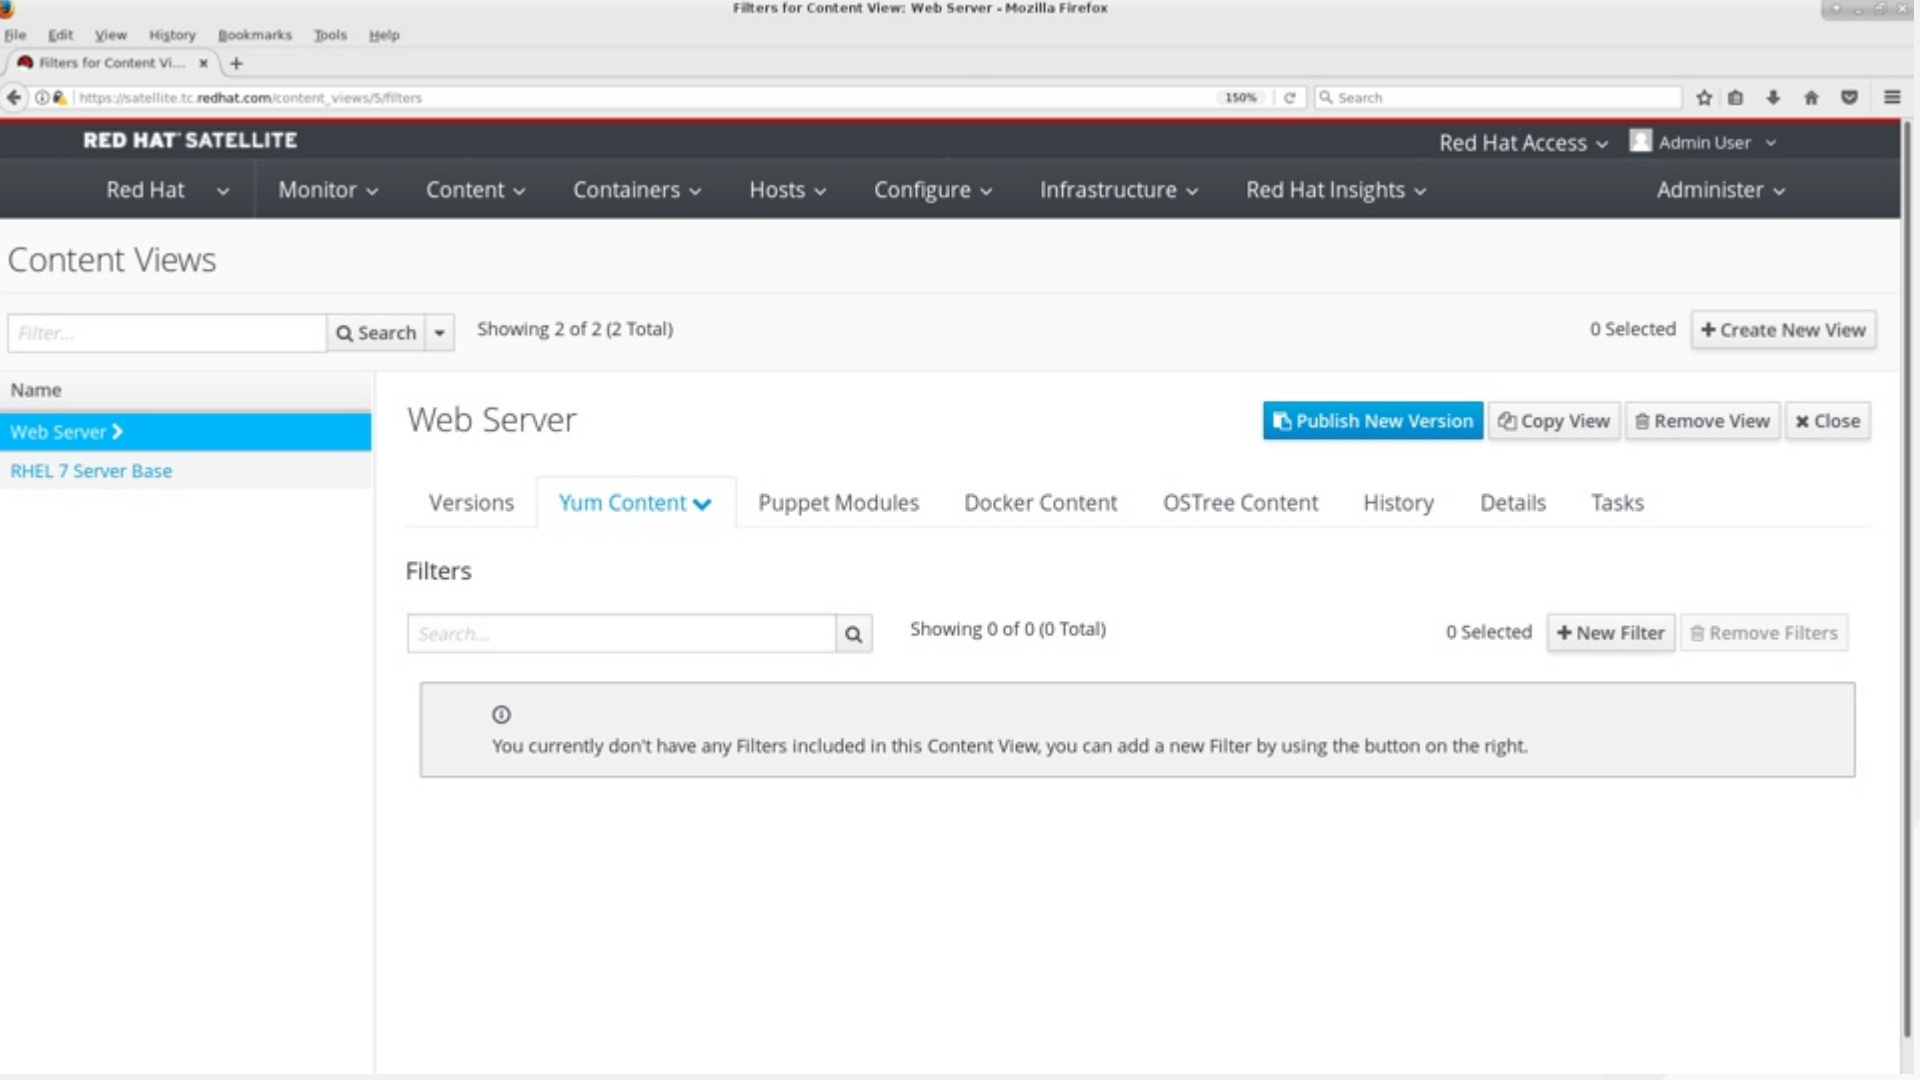 Filters for Content View: Web Server - Mozilla Firefox
File Edit View History Bookmarks Tools Help
Filters for Content Vi...
https://satellite.tc.redhat.com/content_views/5/filters 150% Search
RED HAT SATELLITE Red Hat Access Admin User
Red Hat Monitor Content Containers Hosts Configure Infrastructure Red Hat Insights Administer
Content Views
Filter... Search Showing 2 of 2 (2 Total) 0 Selected + Create New View
Name
Web Server
RHEL 7 Server Base
Web Server Publish New Version Copy View Remove View Close
Versions Yum Content Puppet Modules Docker Content OSTree Content History Details Tasks
Filters
Search... Showing 0 of 0 (0 Total) 0 Selected + New Filter Remove Filters
You currently don't have any Filters included in this Content View, you can add a new Filter by using the button on the right.